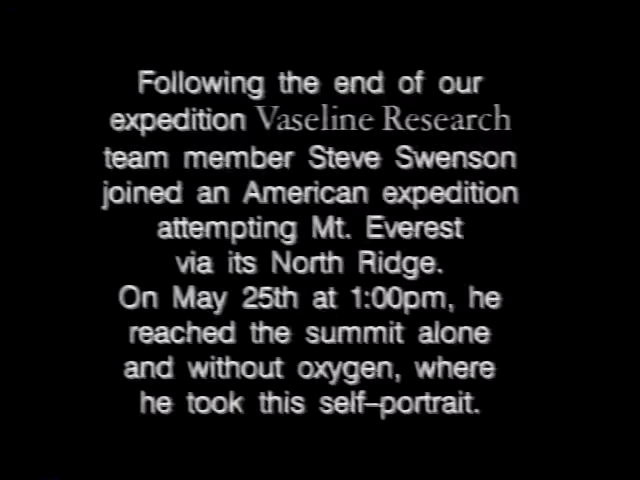 Following the end of our
expedition Vaseline Research
team member Steve Swenson
joined an American expedition
attempting Mt. Everest
via its North Ridge.
On May 25th at 1:00pm, he
reached the summit alone
and without oxygen, where
he took this self–portrait.